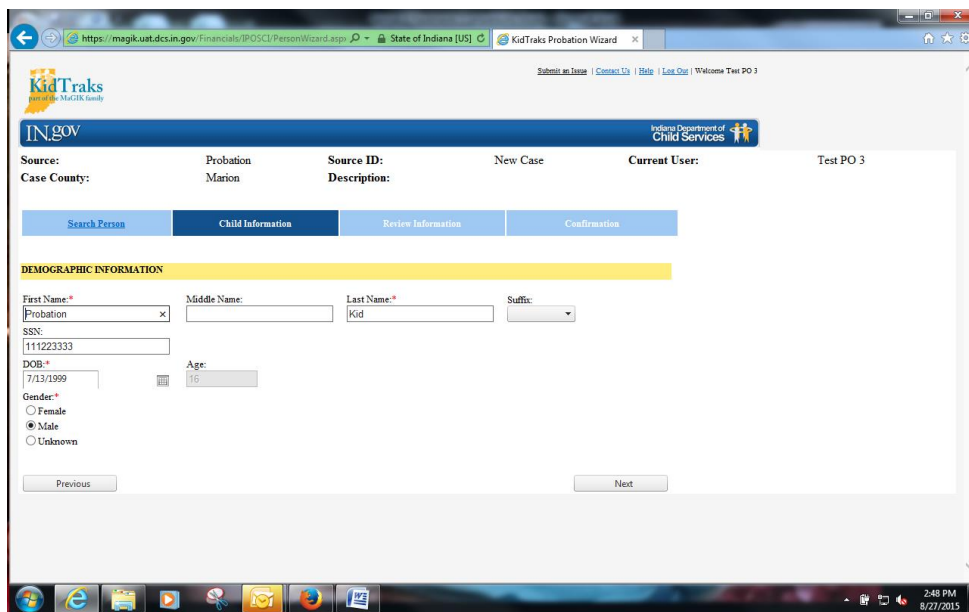 https://magik.uat.dcs.in.gov/Financials/IPOSCI/PersonWizard.asp
State of Indiana [US]
KidTraks Probation Wizard
Submit an Issue | Contact Us | Help | Log Out | Welcome Test PO 3
KidTraks
part of the MaGIK family
IN.gov
Indiana Department of
Child Services
Source: Probation Source ID: New Case Current User: Test PO 3
Case County: Marion Description:
Search Person Child Information Review Information Confirmation
DEMOGRAPHIC INFORMATION
First Name:* Middle Name: Last Name:* Suffix:
Probation Kid
SSN:
111223333
DOB:* Age:
7/13/1999 16
Gender:*
Female
Male
Unknown
Previous Next
2:48 PM
8/27/2015